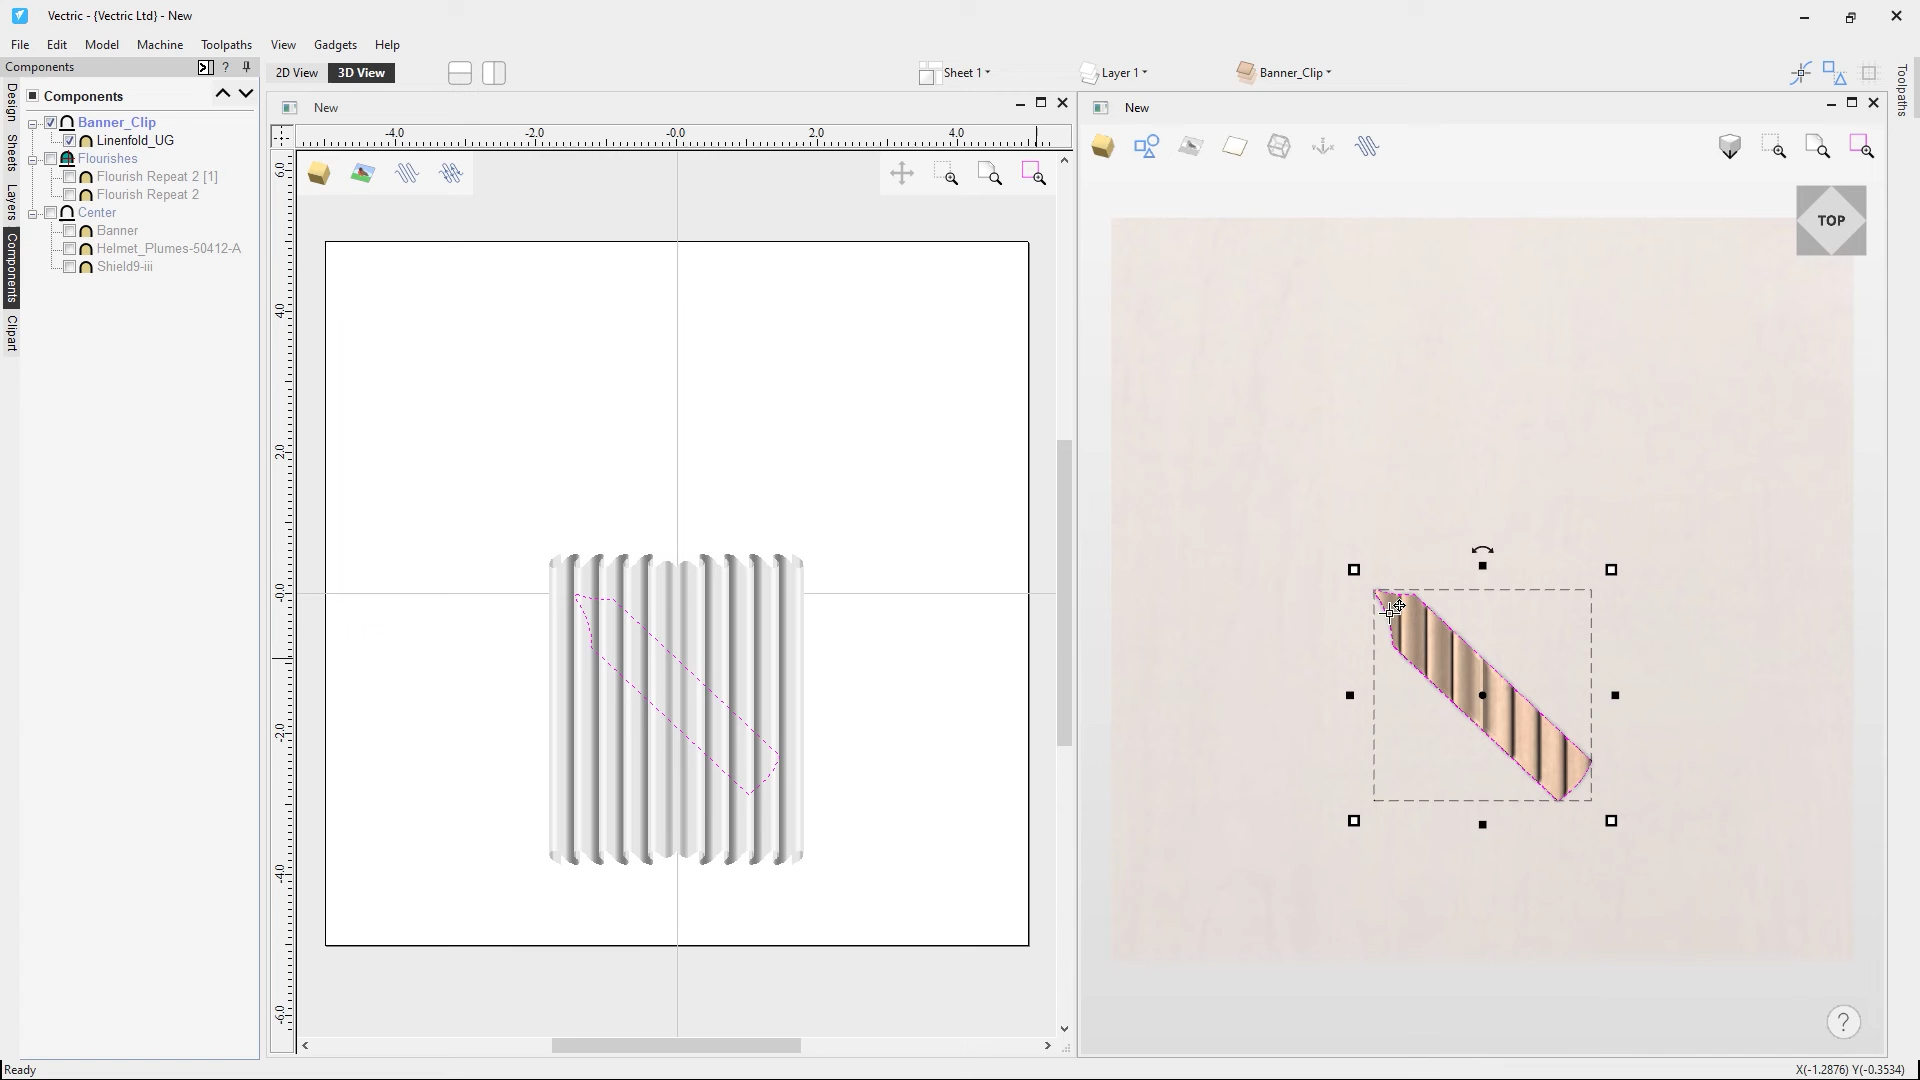 Vectric - {Vectric Ltd} - New
File Edit Model Machine Toolpaths View Gadgets Help
Components ?
2D View 3D View Sheet 1 Layer 1 Banner_Clip
Components
New
New
Banner_Clip
Linenfold_UG
Flourishes
Flourish Repeat 2 [1]
Flourish Repeat 2
Center
Banner
Helmet_Plumes-50412-A
Shield9-iii
Design
Sheets
Layers
Components
Clipart
Toolpaths
-4.0 -2.0 -0.0 2.0 4.0
6.0
4.0
2.0
-0.0
-2.0
-4.0
-6.0
TOP
?
Ready X(-1.2876) Y(-0.3534)